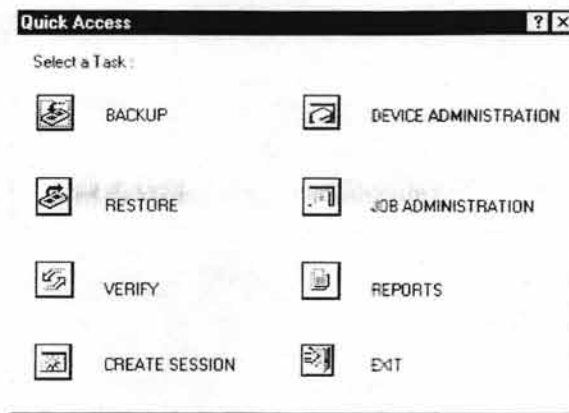 Quick Access
Select a Task :
BACKUP
DEVICE ADMINISTRATION
RESTORE
JOB ADMINISTRATION
VERIFY
REPORTS
CREATE SESSION
EXIT